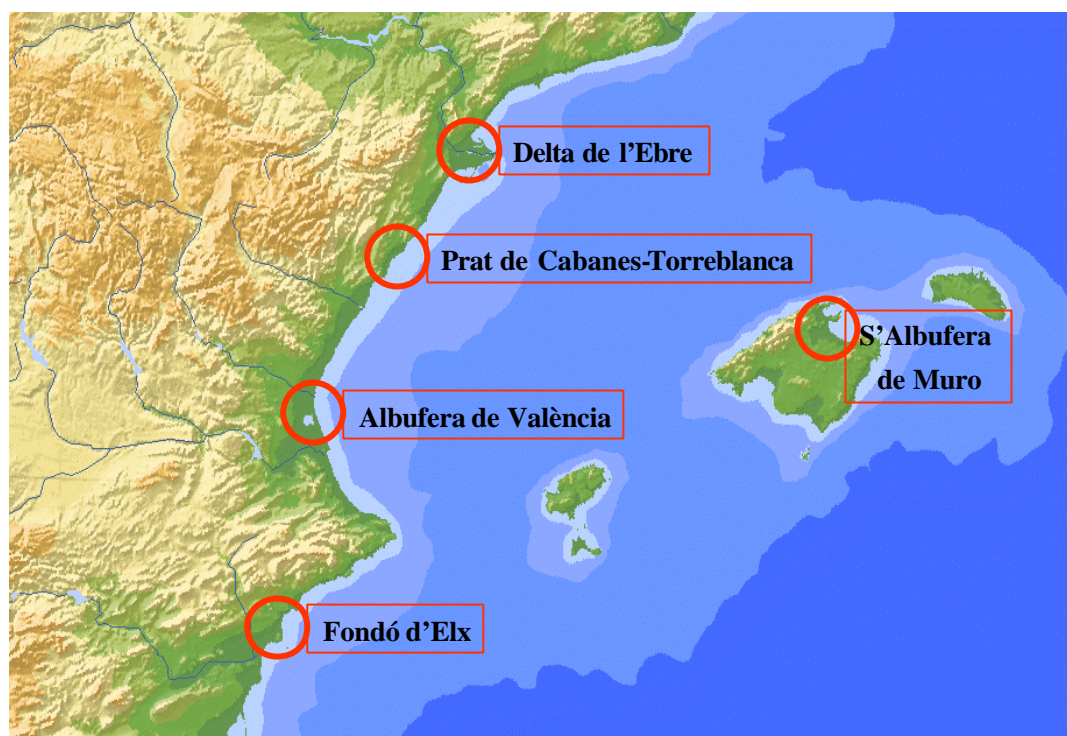 Delta de l’Ebre
Prat de Cabanes-Torreblanca
S’Albufera
de Muro
Albufera de València
Fondó d’Elx